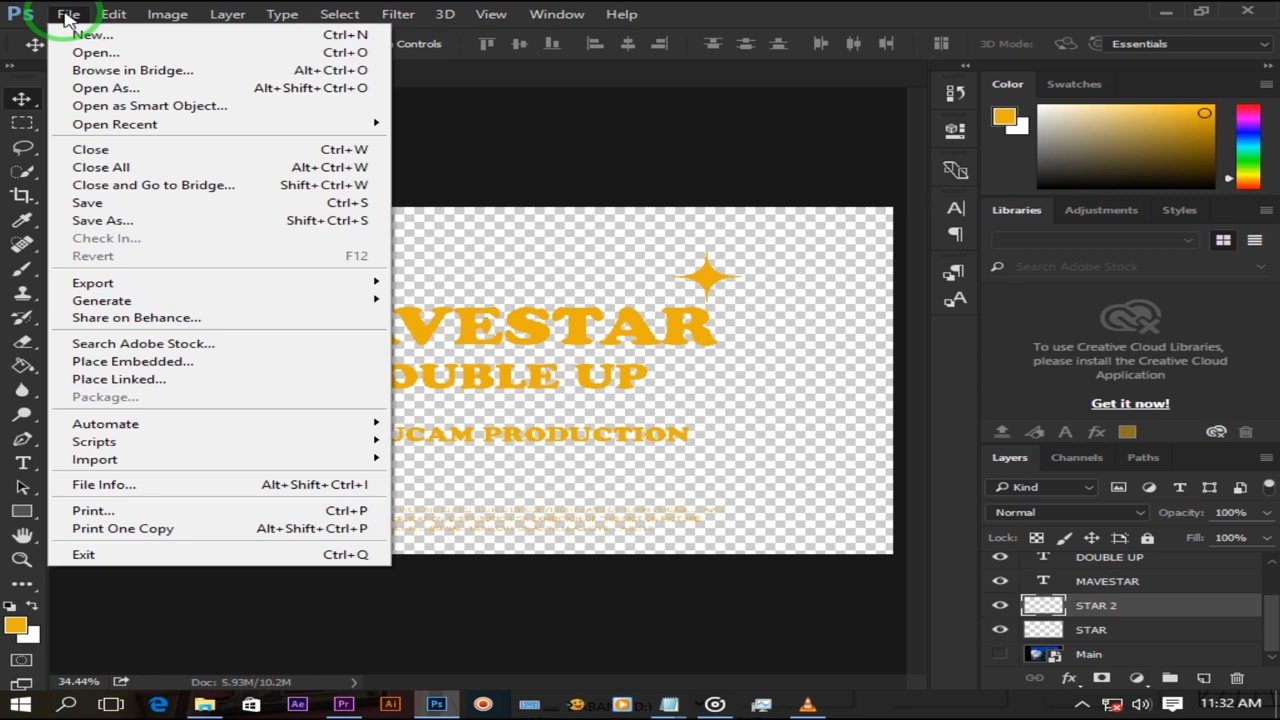 Ps File Edit Image Layer Type Select Filter 3D View Window Help
Controls 3D Mode: Essentials
New... Ctrl+N
Open... Ctrl+O
Browse in Bridge... Alt+Ctrl+O
Open As... Alt+Shift+Ctrl+O
Open as Smart Object...
Open Recent
Close Ctrl+W
Close All Alt+Ctrl+W
Close and Go to Bridge... Shift+Ctrl+W
Save Ctrl+S
Save As... Shift+Ctrl+S
Check In...
Revert F12
Export
Generate
Share on Behance...
Search Adobe Stock...
Place Embedded...
Place Linked...
Package...
Automate
Scripts
Import
File Info... Alt+Shift+Ctrl+I
Print... Ctrl+P
Print One Copy Alt+Shift+Ctrl+P
Exit Ctrl+Q
AVESTAR
OUBLE UP
UCAM PRODUCTION
Color Swatches
Libraries Adjustments Styles
Search Adobe Stock
To use Creative Cloud Libraries,
please install the Creative Cloud
Application
Get it now!
Layers Channels Paths
Kind
Normal Opacity: 100%
Lock: Fill: 100%
DOUBLE UP
MAVESTAR
STAR 2
STAR
Main
34.44% Doc: 5.93M/10.2M
Ae Pr Ai Ps 11:32 AM